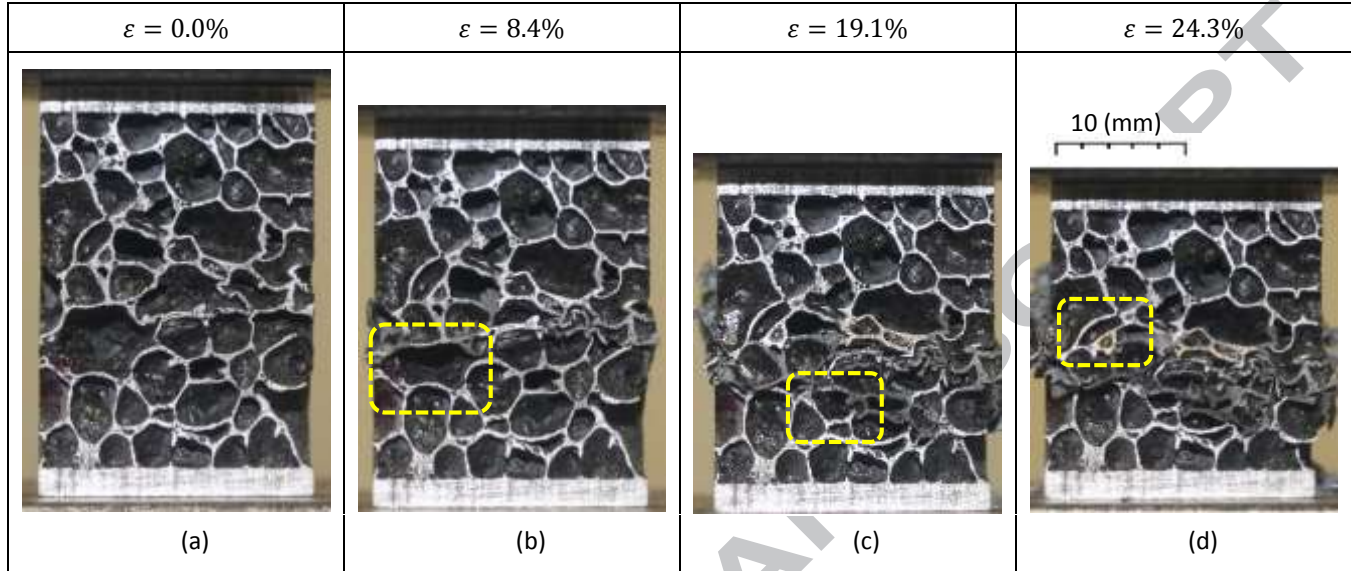 ε = 0.0%
ε = 8.4%
ε = 19.1%
ε = 24.3%
10 (mm)
(a)
(b)
(c)
(d)